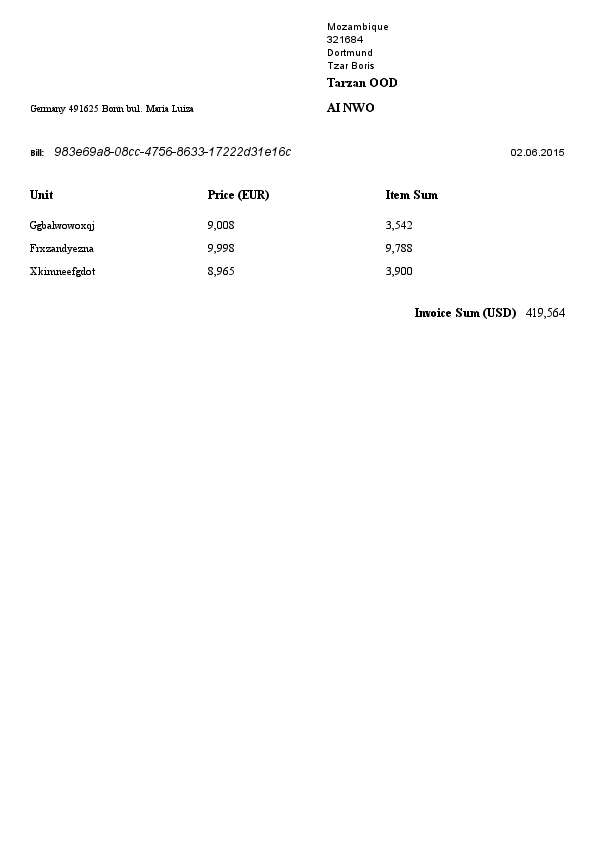 Mozambique
321684
Dortmund
Tzar Boris
Tarzan OOD
Germany 491625 Bonn bul. Maria Luiza AI NWO
Bill: 983e69a8-08cc-4756-8633-17222d31e16c 02.06.2015
Unit Price (EUR) Item Sum
Ggbalwowoxqj 9,008 3,542
Frxzandyezna 9,998 9,788
Xkimneefgdot 8,965 3,900
Invoice Sum (USD) 419,564